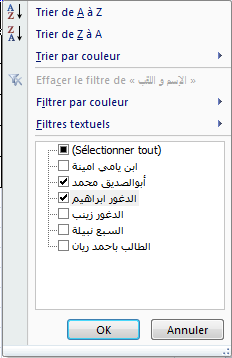 Trier de A à Z
Trier de Z à A
Trier par couleur
Effacer le filtre de « الإسم و اللقب »
Filtrer par couleur
Filtres textuels
(Sélectionner tout)
ابن يامي امينة
أبوالصديق محمد
الدغور ابراهيم
الدغور زينب
السبع نبيلة
الطالب باحمد ريان
OK
Annuler